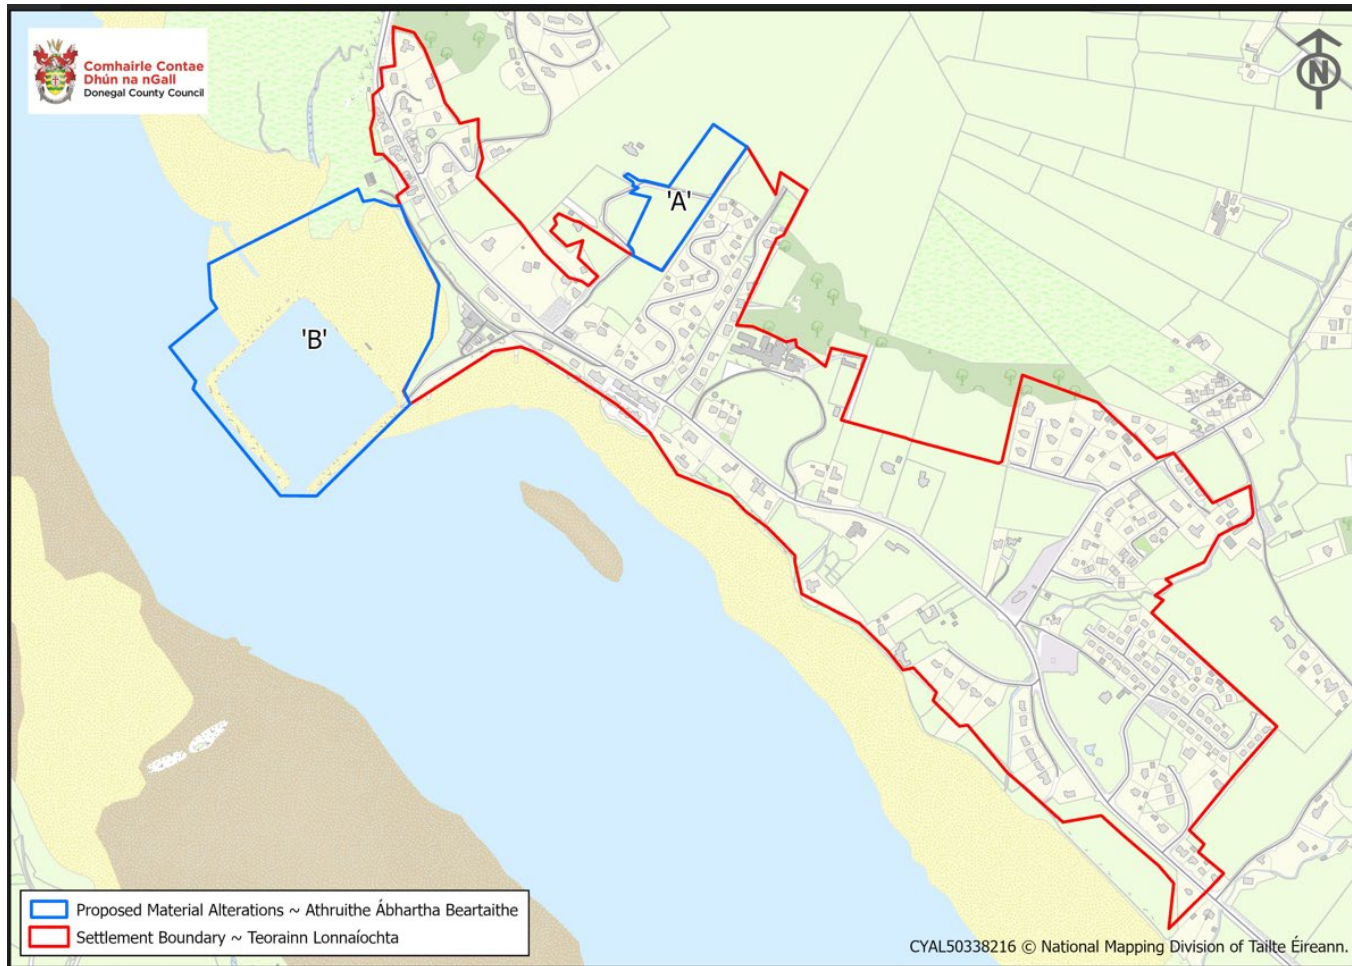 Comhairle Contae
Dhún na nGall
Donegal County Council
N
'A'
'B'
Proposed Material Alterations ~ Athruithe Ábhartha Beartaithe
Settlement Boundary ~ Teorainn Lonnaíochta
CYAL50338216 © National Mapping Division of Tailte Éireann.